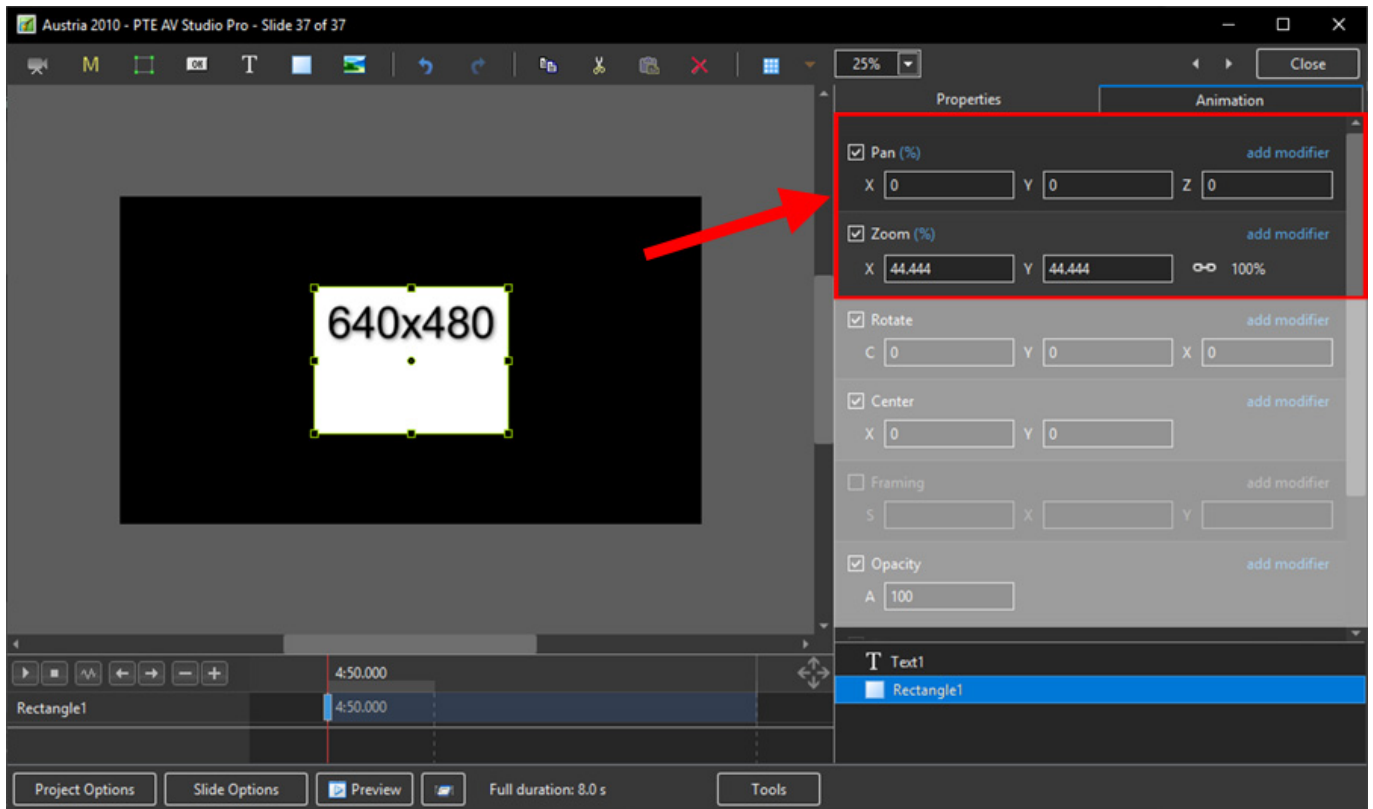 Austria 2010 - PTE AV Studio Pro - Slide 37 of 37
M OK T 25% Close
Properties Animation
Pan (%) add modifier
X 0 Y 0 Z 0
Zoom (%) add modifier
X 44.444 Y 44.444 100%
640x480
Rotate add modifier
C 0 Y 0 X 0
Center add modifier
X 0 Y 0
Framing add modifier
S X Y
Opacity add modifier
A 100
4:50.000
T Text1
Rectangle1 4:50.000
Rectangle1
Project Options Slide Options Preview Full duration: 8.0 s Tools